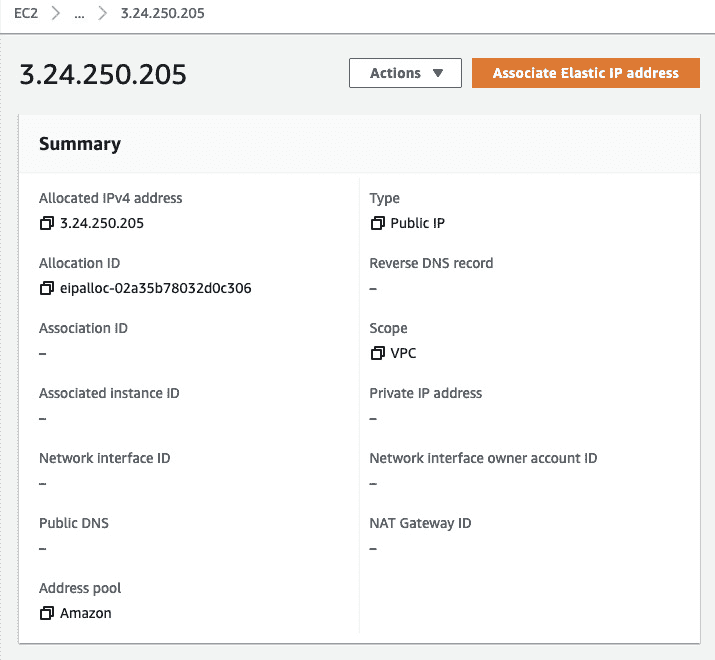 EC2 > ... > 3.24.250.205
3.24.250.205
Actions ▼
Associate Elastic IP address
Summary
Allocated IPv4 address
3.24.250.205
Allocation ID
eipalloc-02a35b78032d0c306
Association ID
–
Associated instance ID
–
Network interface ID
–
Public DNS
–
Address pool
Amazon
Type
Public IP
Reverse DNS record
–
Scope
VPC
Private IP address
–
Network interface owner account ID
–
NAT Gateway ID
–